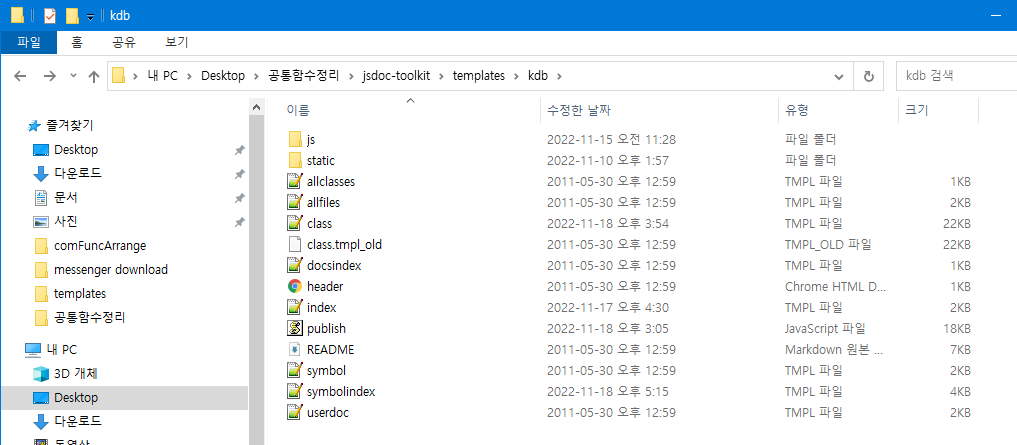 kdb
파일 홈 공유 보기
내 PC Desktop 공통함수정리 jsdoc-toolkit templates kdb kdb 검색
이름 수정한 날짜 유형 크기
즐겨찾기
Desktop
다운로드
문서
사진
comFuncArrange
messenger download
templates
공통함수정리
내 PC
3D 개체
Desktop
다운로드
동영상
js 2022-11-15 오전 11:28 파일 폴더
static 2022-11-10 오후 1:57 파일 폴더
allclasses 2011-05-30 오후 12:59 TMPL 파일 1KB
allfiles 2011-05-30 오후 12:59 TMPL 파일 2KB
class 2022-11-18 오후 3:54 TMPL 파일 22KB
class.tmpl_old 2011-05-30 오후 12:59 TMPL_OLD 파일 22KB
docsindex 2011-05-30 오후 12:59 TMPL 파일 1KB
header 2011-05-30 오후 12:59 Chrome HTML D... 1KB
index 2022-11-17 오후 4:30 TMPL 파일 2KB
publish 2022-11-18 오후 3:05 JavaScript 파일 18KB
README 2011-05-30 오후 12:59 Markdown 원본 ... 7KB
symbol 2011-05-30 오후 12:59 TMPL 파일 2KB
symbolindex 2022-11-18 오후 5:15 TMPL 파일 4KB
userdoc 2011-05-30 오후 12:59 TMPL 파일 2KB